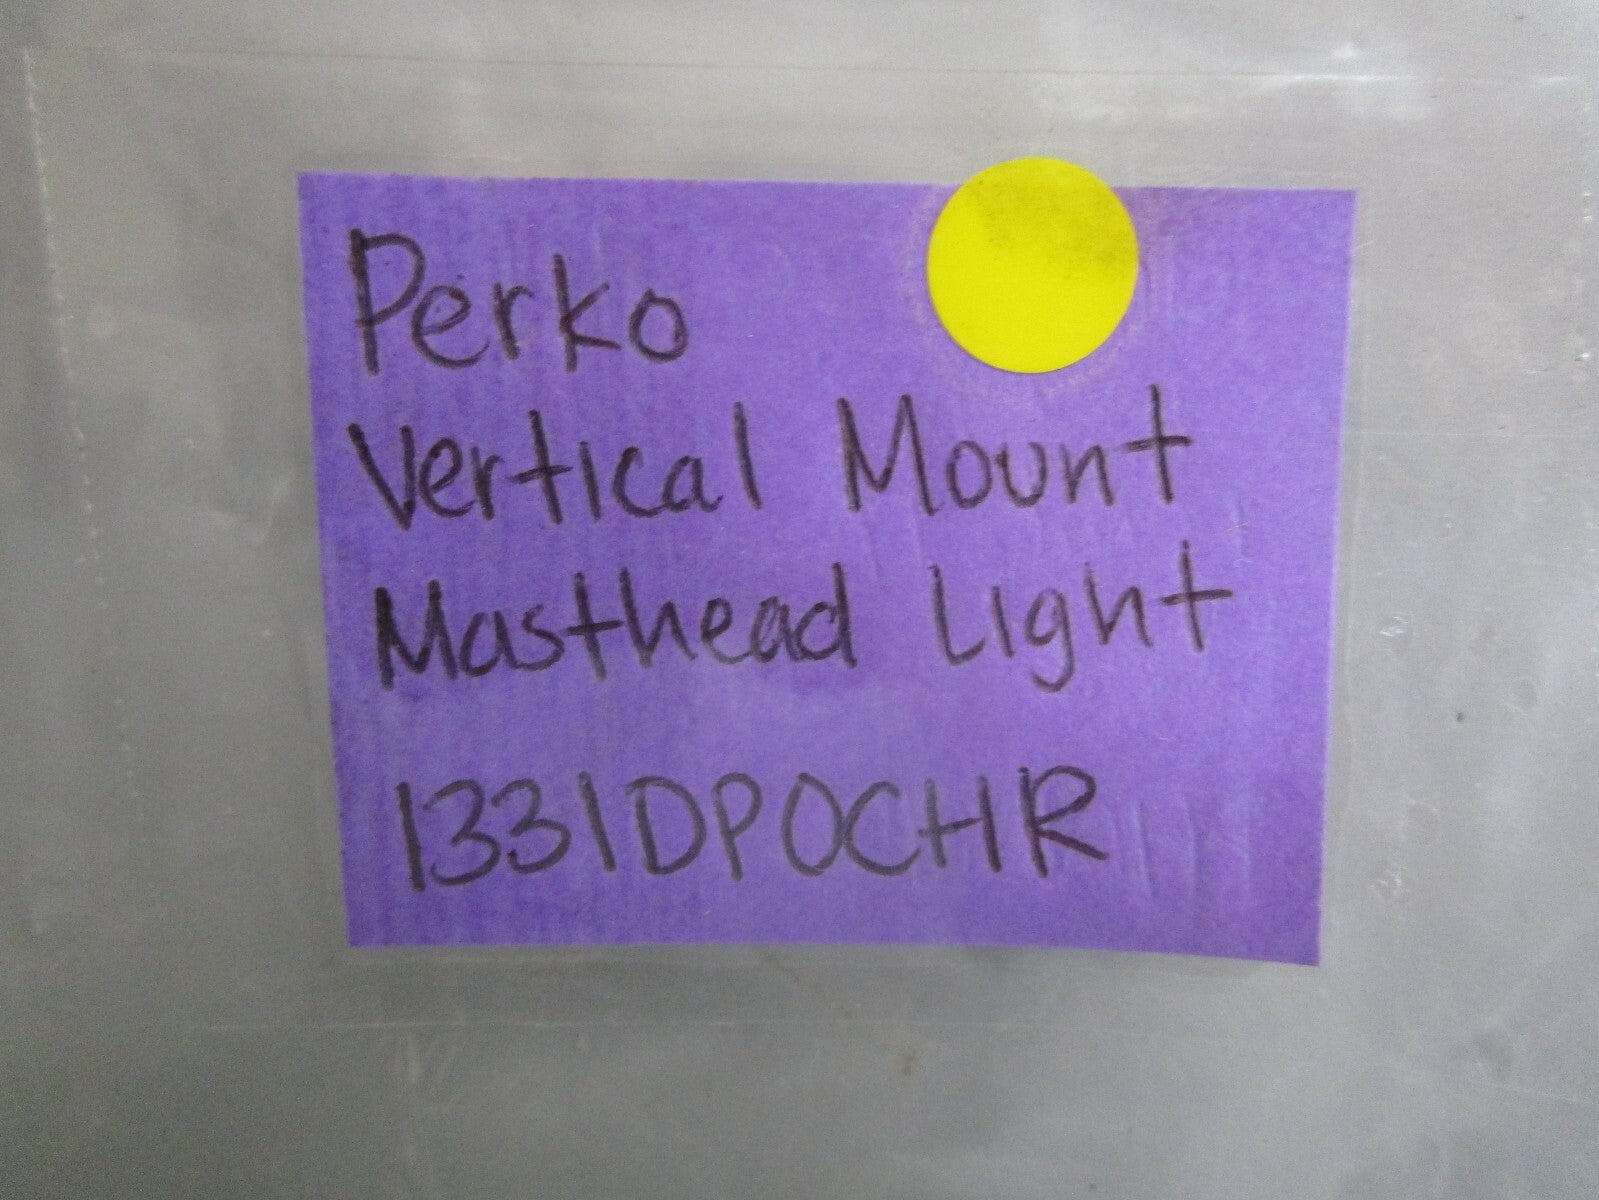 Perko
Vertical Mount
Masthead Light
1331DP0CHR